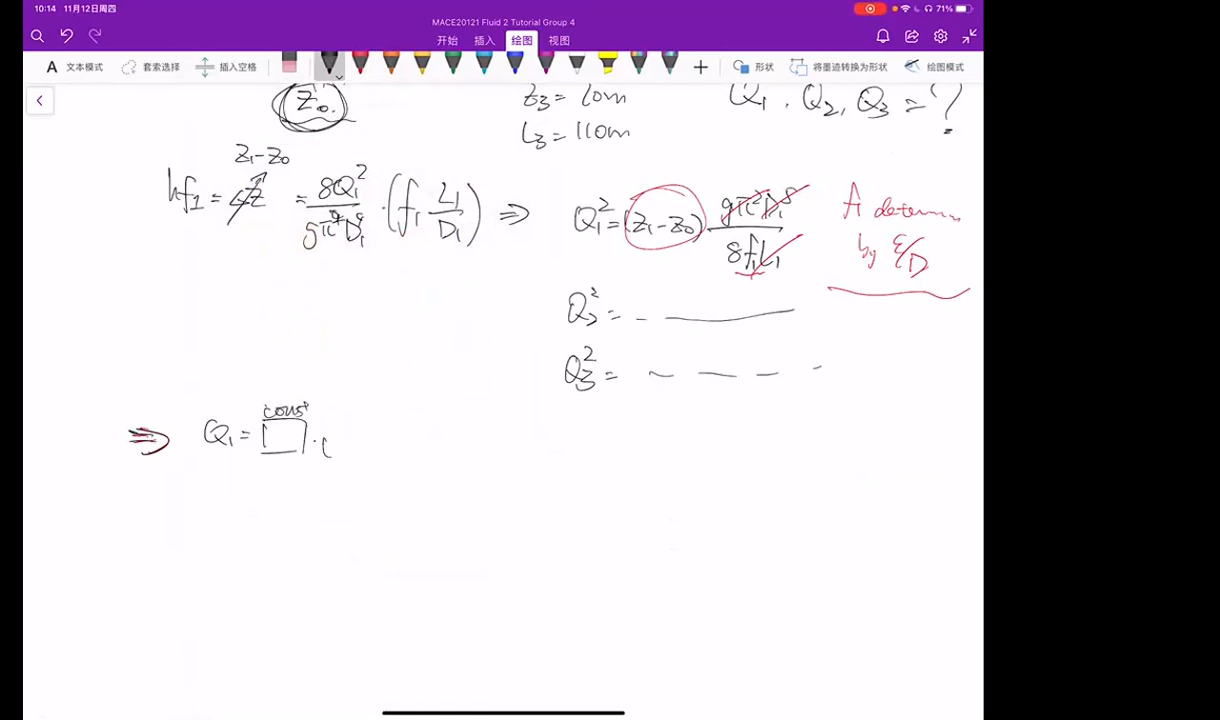 10:14 11月12日周四
71%
MACE20121 Fluid 2 Tutorial Group 4
开始 插入 绘图 视图
A 文本模式 套索选择 插入空格 形状 将墨迹转换为形状 绘图模式
Z₀.
Z₃ = 10m
L₃ = 110m
Q₁ . Q₂, Q₃ = ?
Z₁-Z₀
hf₁ = ΔZ = 8Q₁²/gπ²D₁⁴ · (f₁ L₁/D₁) ⇒ Q₁² = (Z₁-Z₀) gπ²D₁⁵/8f₁L₁
A determin
by ε/D
Q₂² =
Q₃² =
const
⇒ Q₁ = □ · (